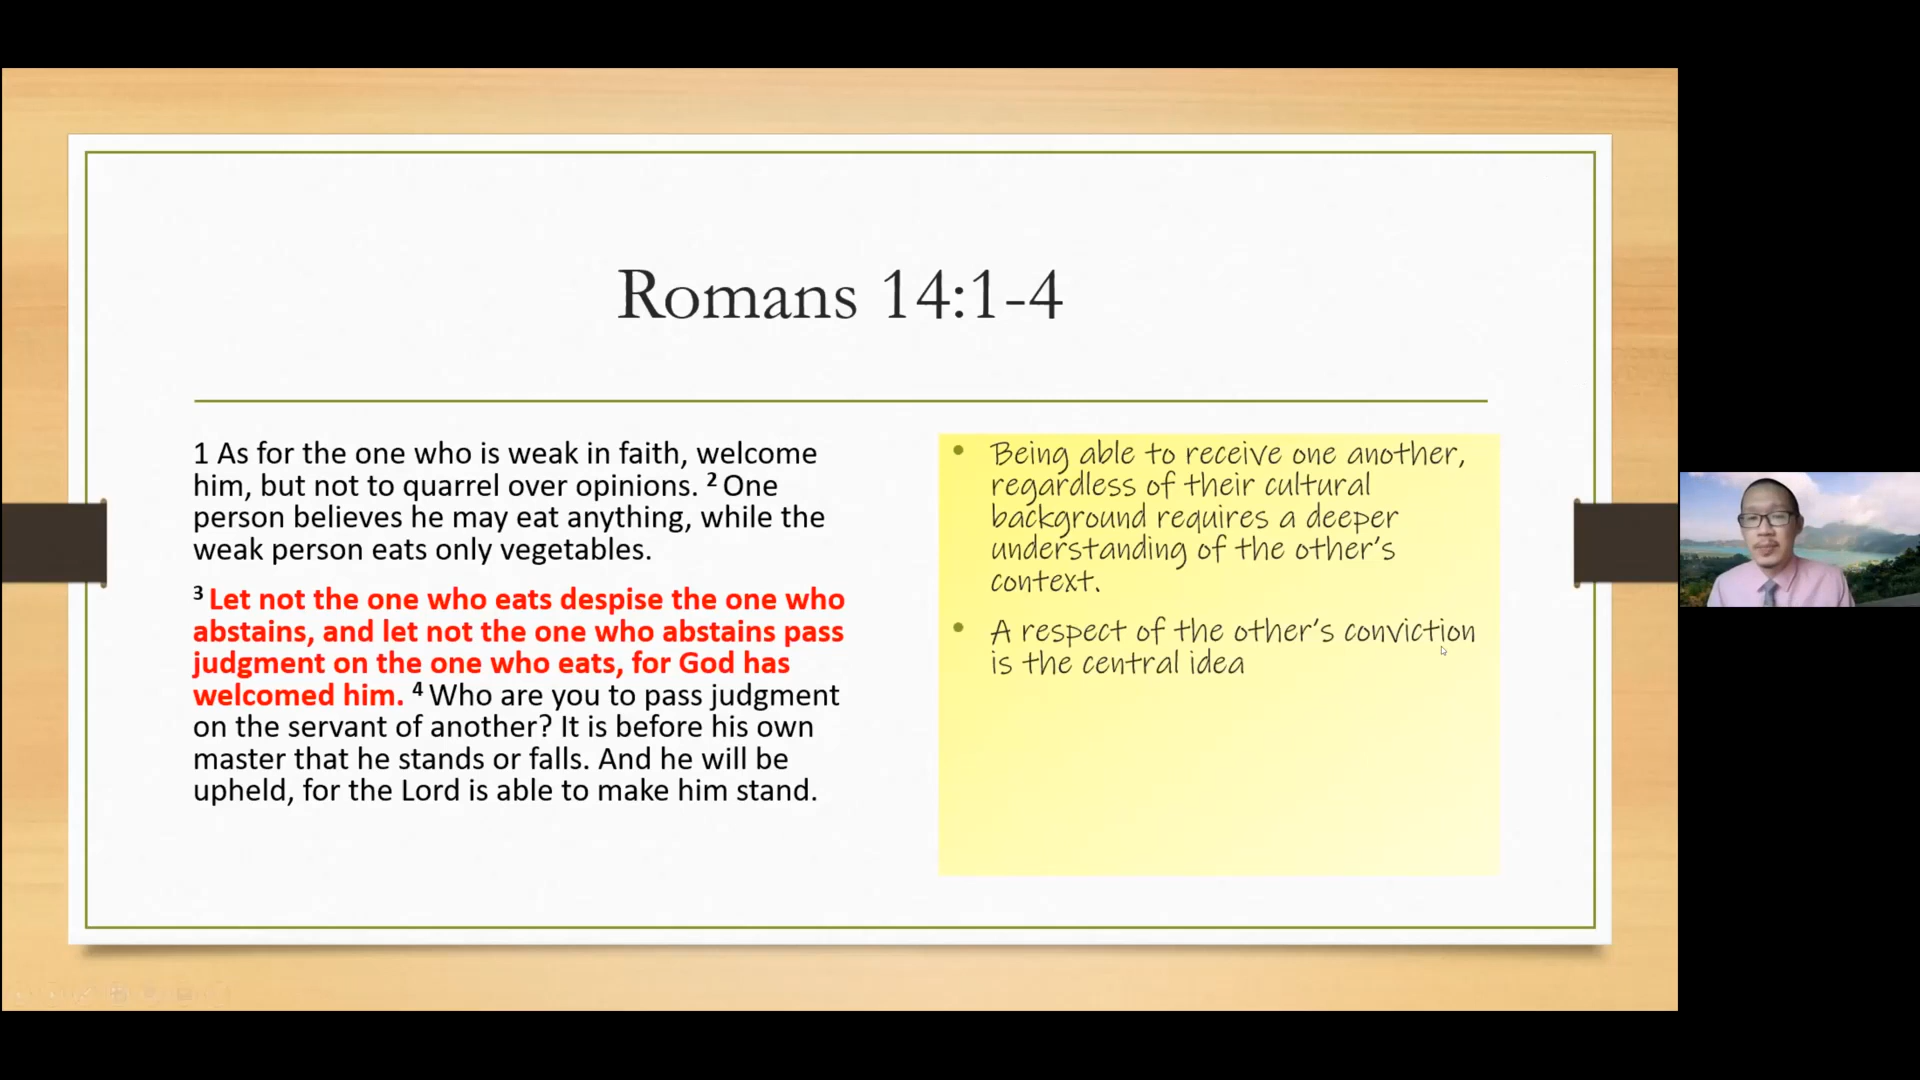 Romans 14:1-4
1 As for the one who is weak in faith, welcome
him, but not to quarrel over opinions. 2 One
person believes he may eat anything, while the
weak person eats only vegetables.
3 Let not the one who eats despise the one who
abstains, and let not the one who abstains pass
judgment on the one who eats, for God has
welcomed him. 4 Who are you to pass judgment
on the servant of another? It is before his own
master that he stands or falls. And he will be
upheld, for the Lord is able to make him stand.
• Being able to receive one another,
regardless of their cultural
background requires a deeper
understanding of the other's
context.
• A respect of the other's conviction
is the central idea